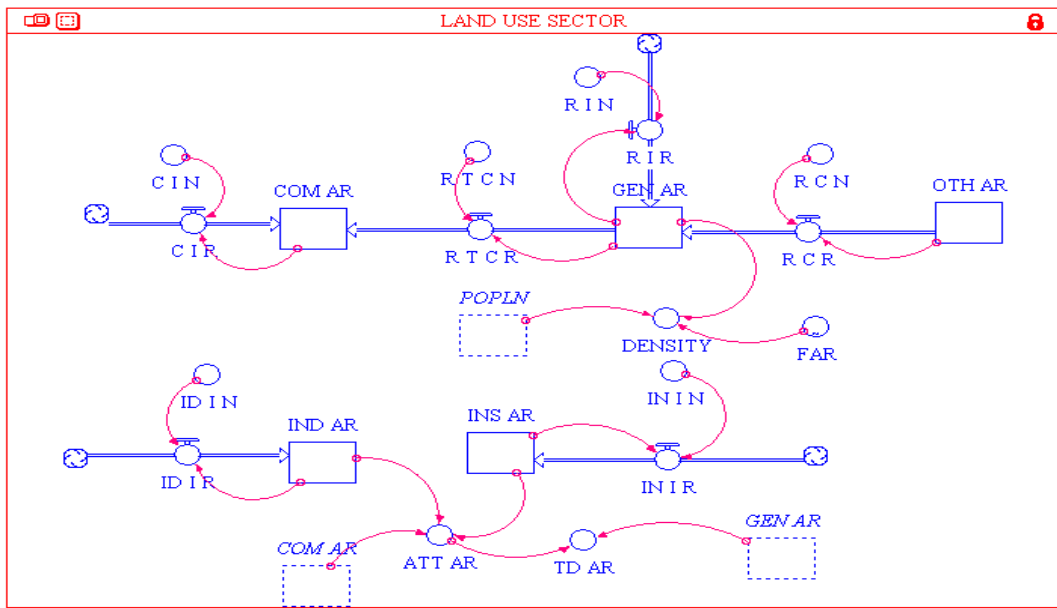 LAND USE SECTOR
R I N
C I N
COM AR
R T C N
R I R
GEN AR
R C N
OTH AR
C I R
R T C R
R C R
POPLN
DENSITY
FAR
ID I N
IND AR
INS AR
IN I N
ID I R
IN I R
COM AR
ATT AR
TD AR
GEN AR